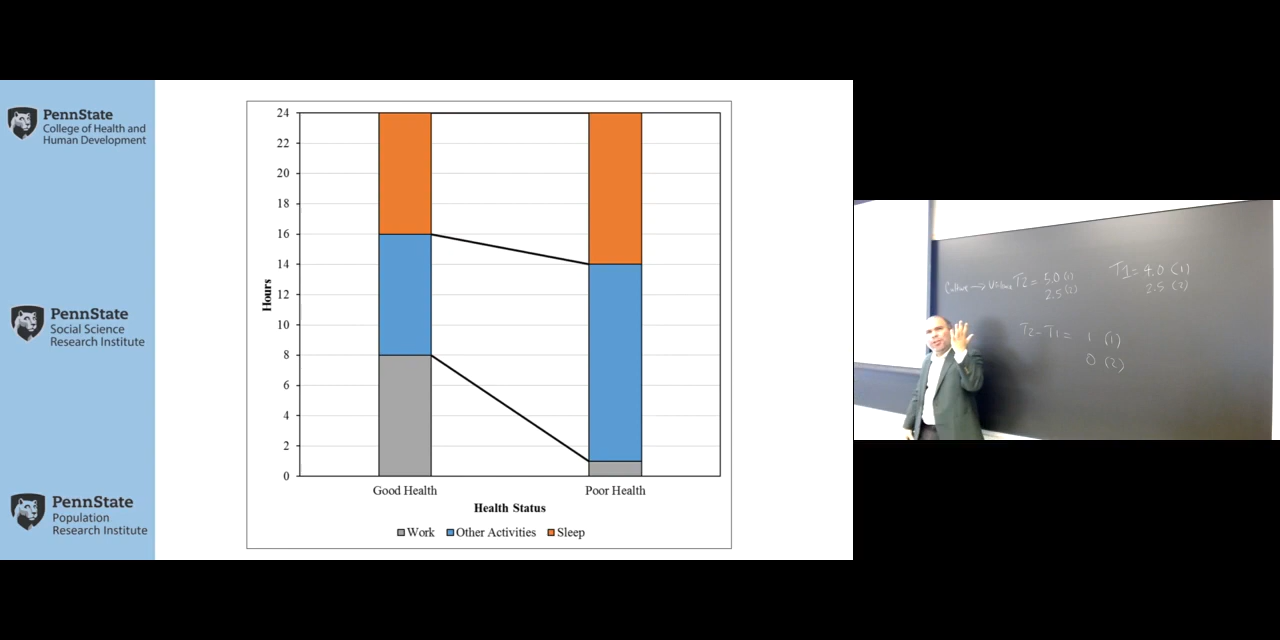 PennState
College of Health and
Human Development
PennState
Social Science
Research Institute
PennState
Population
Research Institute
24
22
20
18
16
14
12
10
8
6
4
2
0
Hours
Good Health
Poor Health
Health Status
Work
Other Activities
Sleep
Culture → T2 = 5.0 (1)
2.5 (2)
T1 = 4.0 (1)
2.5 (2)
T2 - T1 = 1 (1)
0 (2)